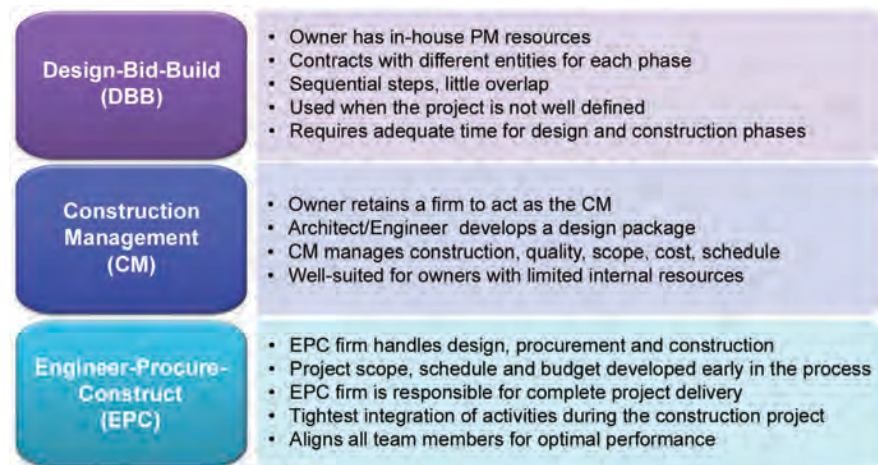 Design-Bid-Build
(DBB)
• Owner has in-house PM resources
• Contracts with different entities for each phase
• Sequential steps, little overlap
• Used when the project is not well defined
• Requires adequate time for design and construction phases
Construction
Management
(CM)
• Owner retains a firm to act as the CM
• Architect/Engineer develops a design package
• CM manages construction, quality, scope, cost, schedule
• Well-suited for owners with limited internal resources
Engineer-Procure-
Construct
(EPC)
• EPC firm handles design, procurement and construction
• Project scope, schedule and budget developed early in the process
• EPC firm is responsible for complete project delivery
• Tightest integration of activities during the construction project
• Aligns all team members for optimal performance